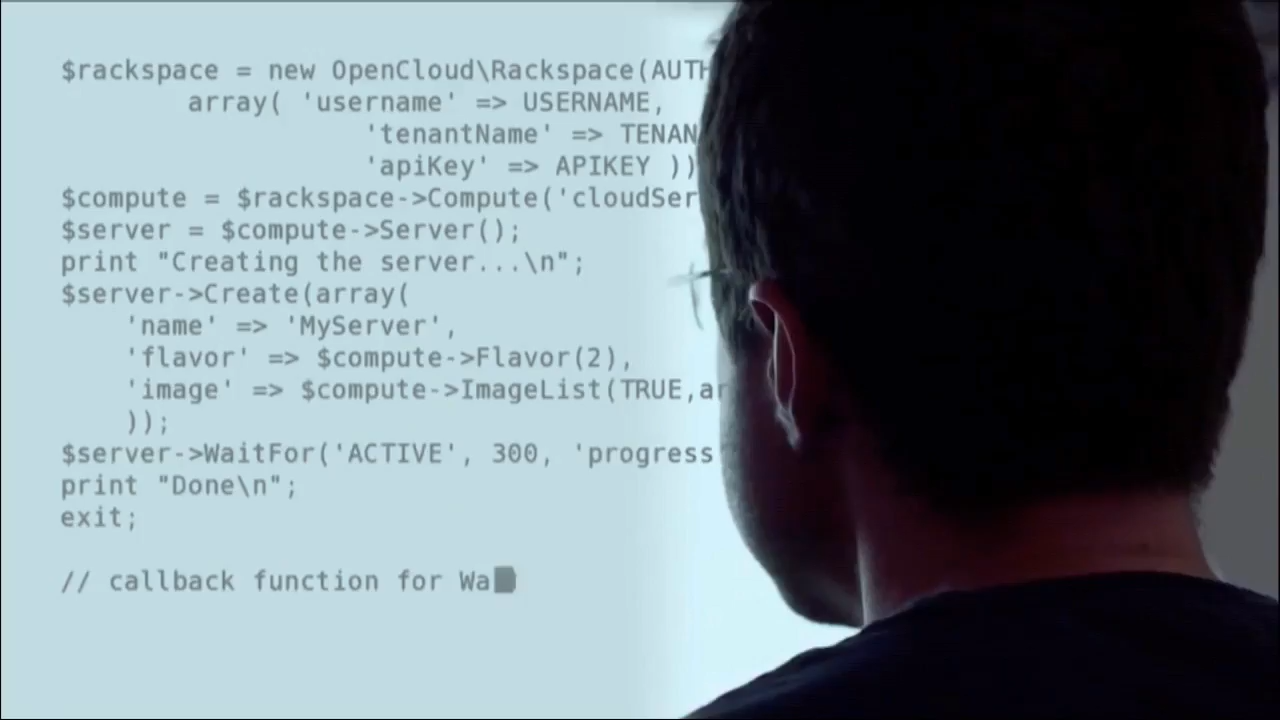 $rackspace = new OpenCloud\Rackspace(AUTH
array( 'username' => USERNAME,
'tenantName' => TENAN
'apiKey' => APIKEY ))
$compute = $rackspace->Compute('cloudSer
$server = $compute->Server();
print "Creating the server...\n";
$server->Create(array(
'name' => 'MyServer',
'flavor' => $compute->Flavor(2),
'image' => $compute->ImageList(TRUE,ar
));
$server->WaitFor('ACTIVE', 300, 'progress
print "Done\n";
exit;
// callback function for Wa